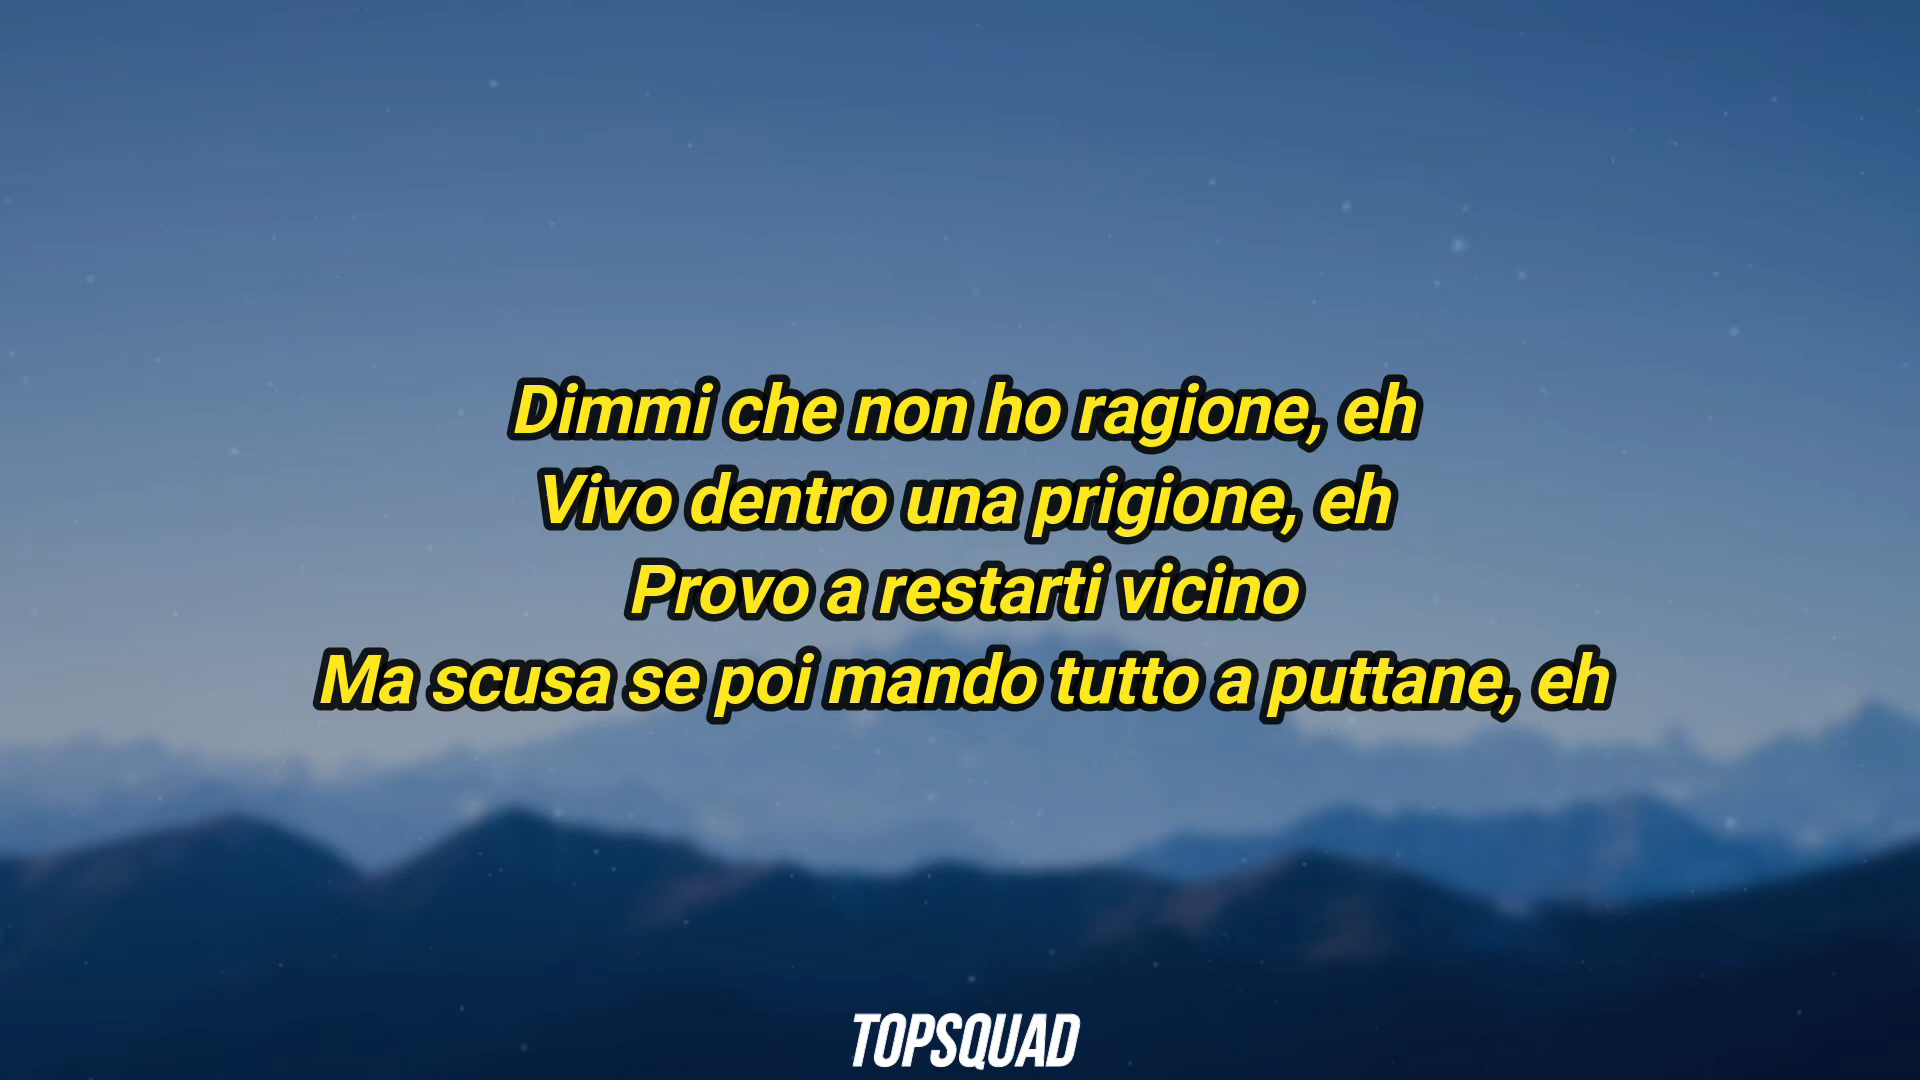 Dimmi che non ho ragione, eh
Vivo dentro una prigione, eh
Provo a restarti vicino
Ma scusa se poi mando tutto a puttane, eh
TOPSQUAD